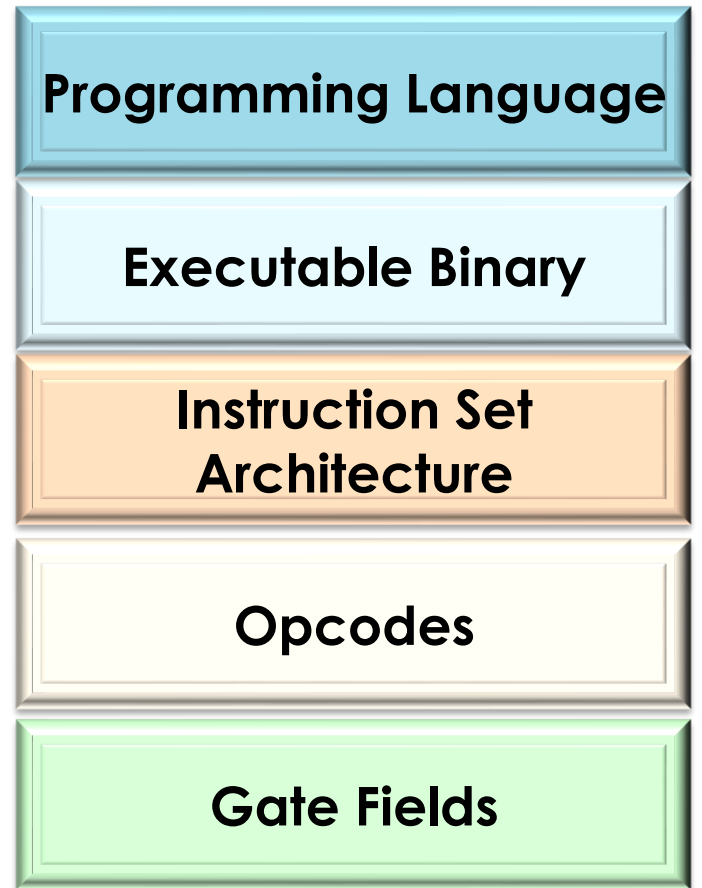 Programming Language
Executable Binary
Instruction Set
Architecture
Opcodes
Gate Fields